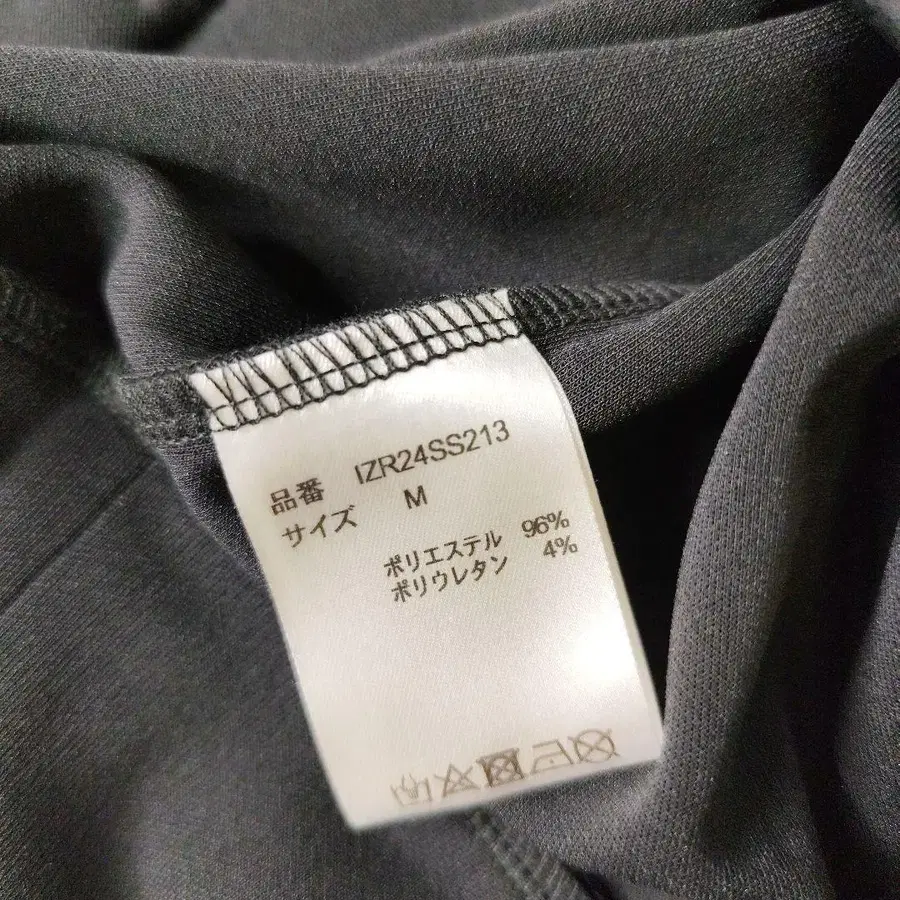 品番 IZR24SS213
サイズ M
ポリエステル 96%
ポリウレタン 4%